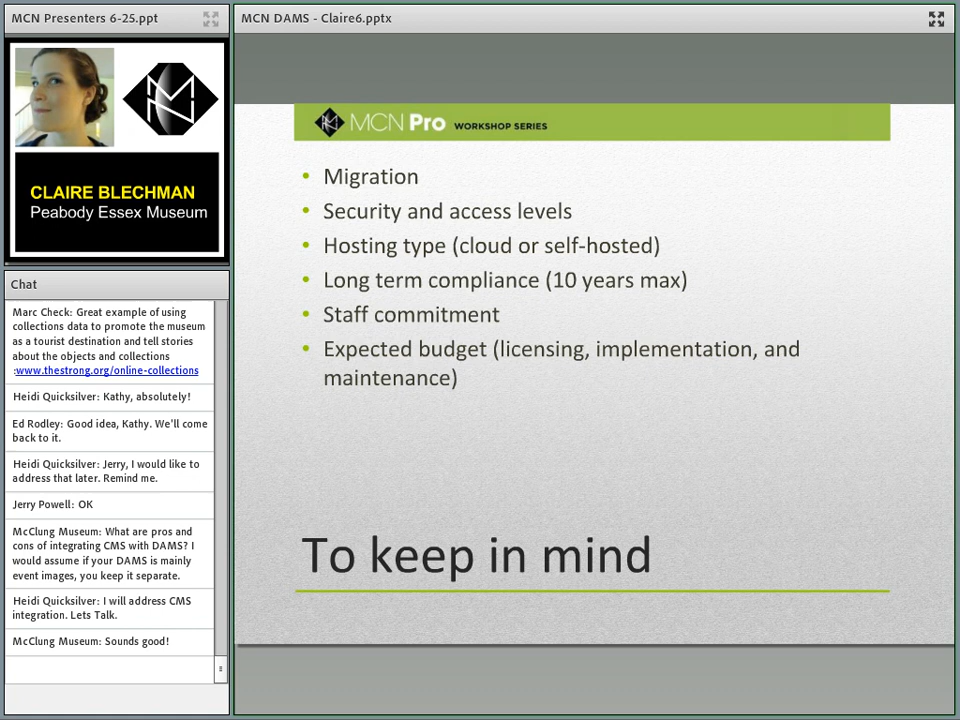 MCN Presenters 6-25.ppt
CLAIRE BLECHMAN
Peabody Essex Museum
Chat
Marc Check: Great example of using
collections data to promote the museum
as a tourist destination and tell stories
about the objects and collections
:www.thestrong.org/online-collections
Heidi Quicksilver: Kathy, absolutely!
Ed Rodley: Good idea, Kathy. We'll come
back to it.
Heidi Quicksilver: Jerry, I would like to
address that later. Remind me.
Jerry Powell: OK
McClung Museum: What are pros and
cons of integrating CMS with DAMS? I
would assume if your DAMS is mainly
event images, you keep it separate.
Heidi Quicksilver: I will address CMS
integration. Lets Talk.
McClung Museum: Sounds good!
MCN DAMS - Claire6.pptx
MCN Pro WORKSHOP SERIES
• Migration
• Security and access levels
• Hosting type (cloud or self-hosted)
• Long term compliance (10 years max)
• Staff commitment
• Expected budget (licensing, implementation, and
maintenance)
To keep in mind